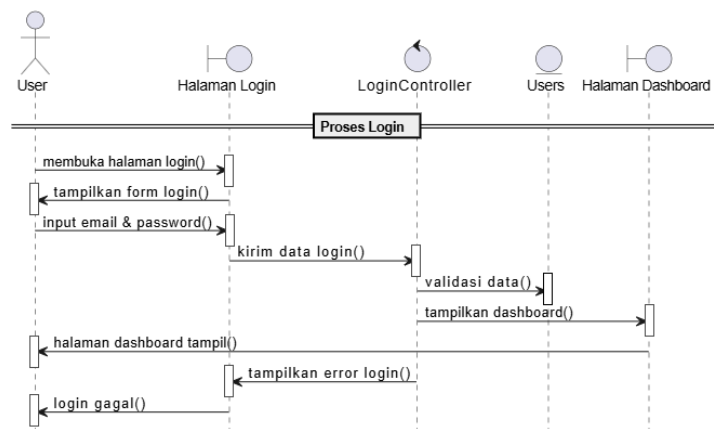 User
Halaman Login
LoginController
Users
Halaman Dashboard
Proses Login
membuka halaman login()
tampilkan form login()
input email & password()
kirim data login()
validasi data()
tampilkan dashboard()
halaman dashboard tampil()
tampilkan error login()
login gagal()